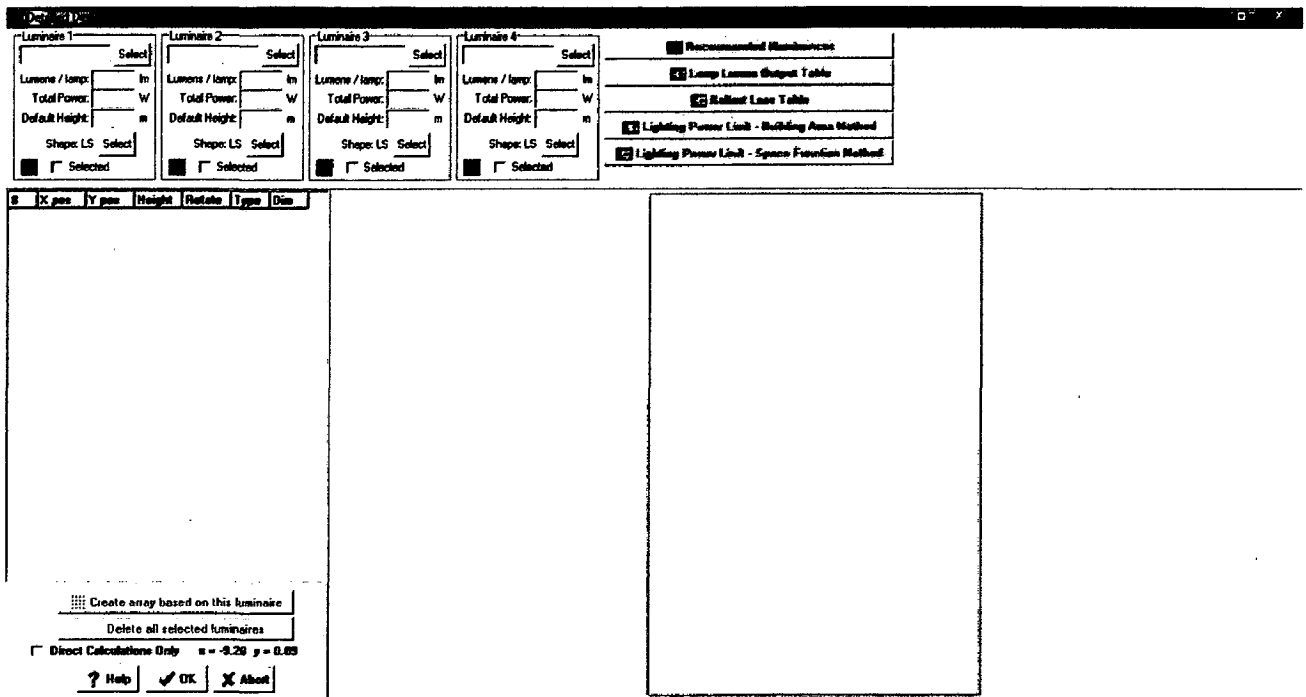 Luminaire 1
Select
Lumens / lamp: lm
Total Power: W
Default Height: m
Shape: LS Select
Selected
Luminaire 2
Select
Lumens / lamp: lm
Total Power: W
Default Height: m
Shape: LS Select
Selected
Luminaire 3
Select
Lumens / lamp: lm
Total Power: W
Default Height: m
Shape: LS Select
Selected
Luminaire 4
Select
Lumens / lamp: lm
Total Power: W
Default Height: m
Shape: LS Select
Selected
Recommended Illuminances
Lamp Lumen Output Table
Ballast Loss Table
Lighting Power Limit - Building Area Method
Lighting Power Limit - Space Function Method
X pos Y pos Height Rotate Type Dim
Create array based on this luminaire
Delete all selected luminaires
Direct Calculations Only
? Help OK Abort